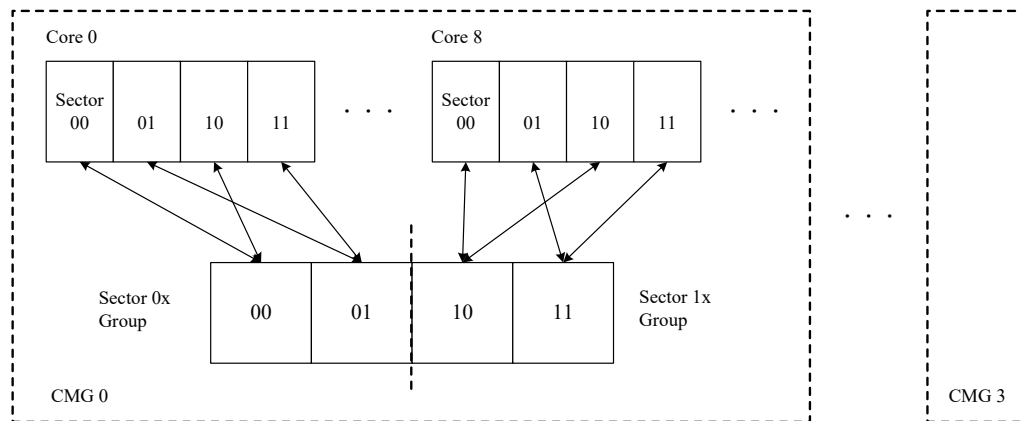 Core 0
Core 8
Sector
00 01 10 11
. . .
Sector
00 01 10 11
. . .
. . .
Sector 0x
Group
00 01 10 11
Sector 1x
Group
CMG 0
CMG 3